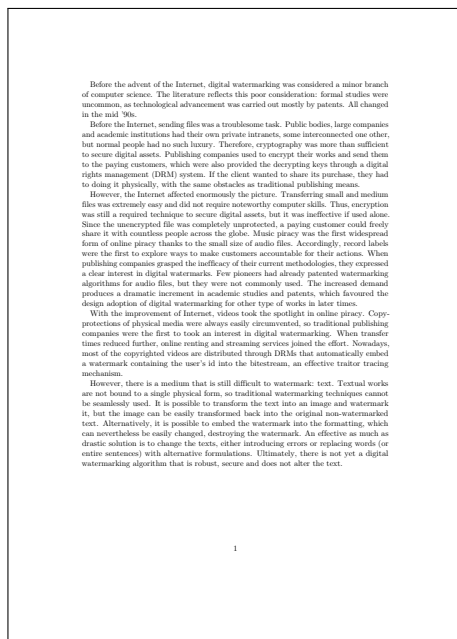 Before the advent of the Internet, digital watermarking was considered a minor branch
of computer science. The literature reflects this poor consideration: formal studies were
uncommon, as technological advancement was carried out mostly by patents. All changed
in the mid '90s.
Before the Internet, sending files was a troublesome task. Public bodies, large companies
and academic institutions had their own private intranets, some interconnected one other,
but normal people had no such luxury. Therefore, cryptography was more than sufficient
to secure digital assets. Publishing companies used to encrypt their works and send them
to the paying customers, which were also provided the decrypting keys through a digital
rights management (DRM) system. If the client wanted to share its purchase, they had
to doing it physically, with the same obstacles as traditional publishing means.
However, the Internet affected enormously the picture. Transferring small and medium
files was extremely easy and did not require noteworthy computer skills. Thus, encryption
was still a required technique to secure digital assets, but it was ineffective if used alone.
Since the unencrypted file was completely unprotected, a paying customer could freely
share it with countless people across the globe. Music piracy was the first widespread
form of online piracy thanks to the small size of audio files. Accordingly, record labels
were the first to explore ways to make customers accountable for their actions. When
publishing companies grasped the inefficacy of their current methodologies, they expressed
a clear interest in digital watermarks. Few pioneers had already patented watermarking
algorithms for audio files, but they were not commonly used. The increased demand
produces a dramatic increment in academic studies and patents, which favoured the
design adoption of digital watermarking for other type of works in later times.
With the improvement of Internet, videos took the spotlight in online piracy. Copy-
protections of physical media were always easily circumvented, so traditional publishing
companies were the first to took an interest in digital watermarking. When transfer
times reduced further, online renting and streaming services joined the effort. Nowadays,
most of the copyrighted videos are distributed through DRMs that automatically embed
a watermark containing the user's id into the bitestream, an effective traitor tracing
mechanism.
However, there is a medium that is still difficult to watermark: text. Textual works
are not bound to a single physical form, so traditional watermarking techniques cannot
be seamlessly used. It is possible to transform the text into an image and watermark
it, but the image can be easily transformed back into the original non-watermarked
text. Alternatively, it is possible to embed the watermark into the formatting, which
can nevertheless be easily changed, destroying the watermark. An effective as much as
drastic solution is to change the texts, either introducing errors or replacing words (or
entire sentences) with alternative formulations. Ultimately, there is not yet a digital
watermarking algorithm that is robust, secure and does not alter the text.
1